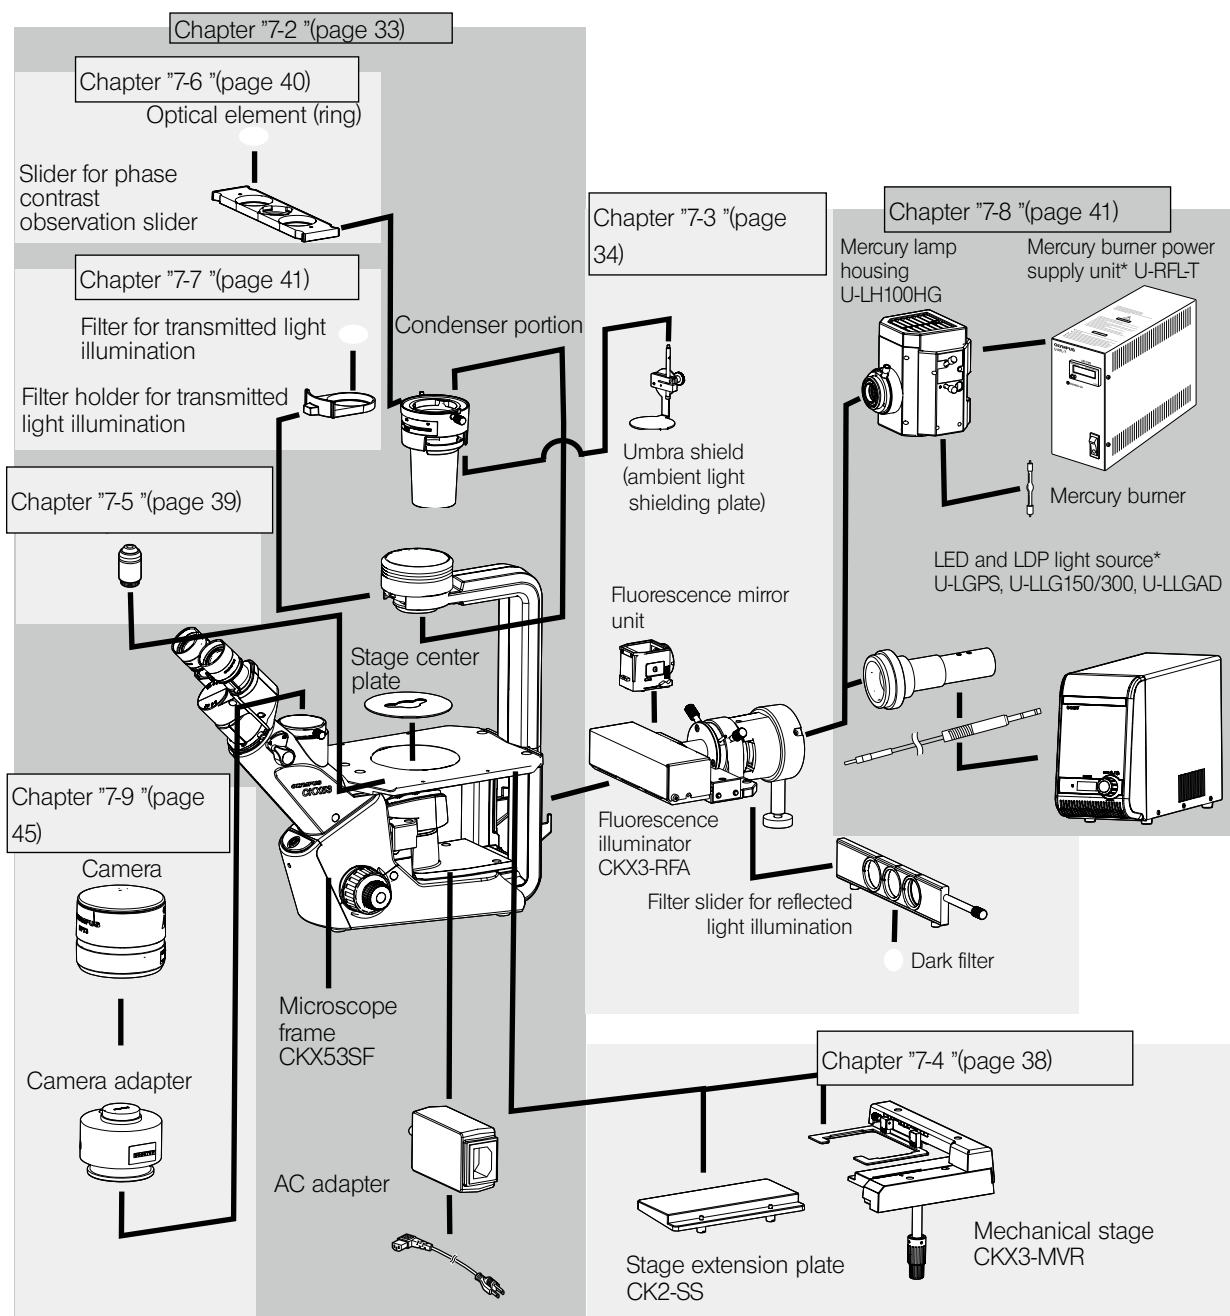 Chapter "7-2 "(page 33)
Chapter "7-6 "(page 40)
Optical element (ring)
Slider for phase
contrast
observation slider
Chapter "7-7 "(page 41)
Filter for transmitted light
illumination
Filter holder for transmitted
light illumination
Condenser portion
Chapter "7-3 "(page
34)
Umbra shield
(ambient light
shielding plate)
Chapter "7-8 "(page 41)
Mercury lamp
housing
U-LH100HG
Mercury burner power
supply unit* U-RFL-T
OLYMPUS
Mercury burner
LED and LDP light source*
U-LGPS, U-LLG150/300, U-LLGAD
Chapter "7-5 "(page 39)
Stage center
plate
Fluorescence mirror
unit
Fluorescence
illuminator
CKX3-RFA
Filter slider for reflected
light illumination
Dark filter
OLYMPUS
CKX53
Chapter "7-9 "(page
45)
Camera
Camera adapter
Microscope
frame
CKX53SF
AC adapter
Chapter "7-4 "(page 38)
Stage extension plate
CK2-SS
Mechanical stage
CKX3-MVR